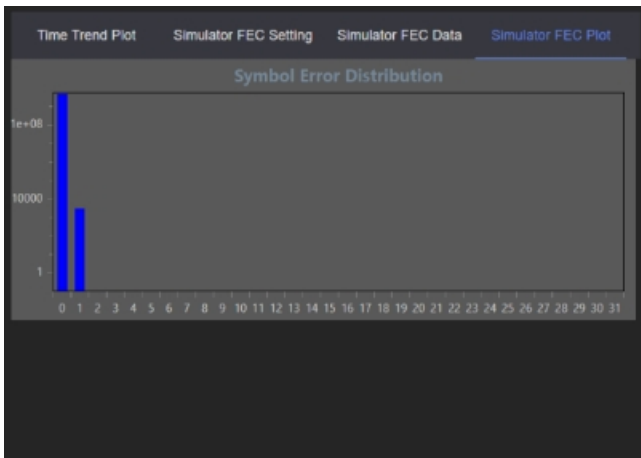 Time Trend Plot Simulator FEC Setting Simulator FEC Data Simulator FEC Plot
Symbol Error Distribution
1e+08
10000
1
0 1 2 3 4 5 6 7 8 9 10 11 12 13 14 15 16 17 18 19 20 21 22 23 24 25 26 27 28 29 30 31